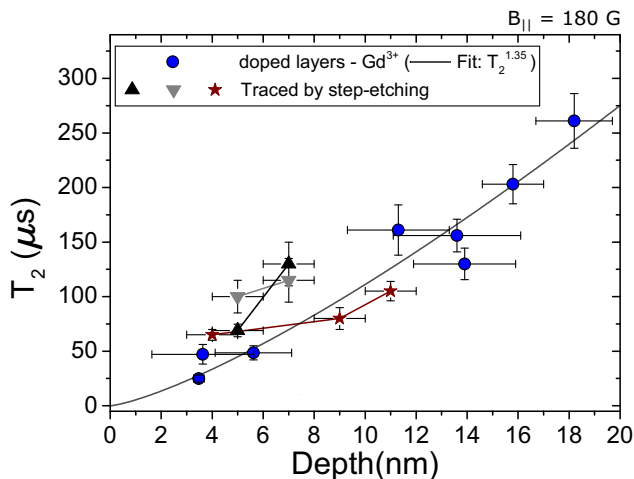 B|| = 180 G
doped layers - Gd3+ (—— Fit: T2 1.35)
Traced by step-etching
T2 (μs)
300
250
200
150
100
50
0
0 2 4 6 8 10 12 14 16 18 20
Depth(nm)